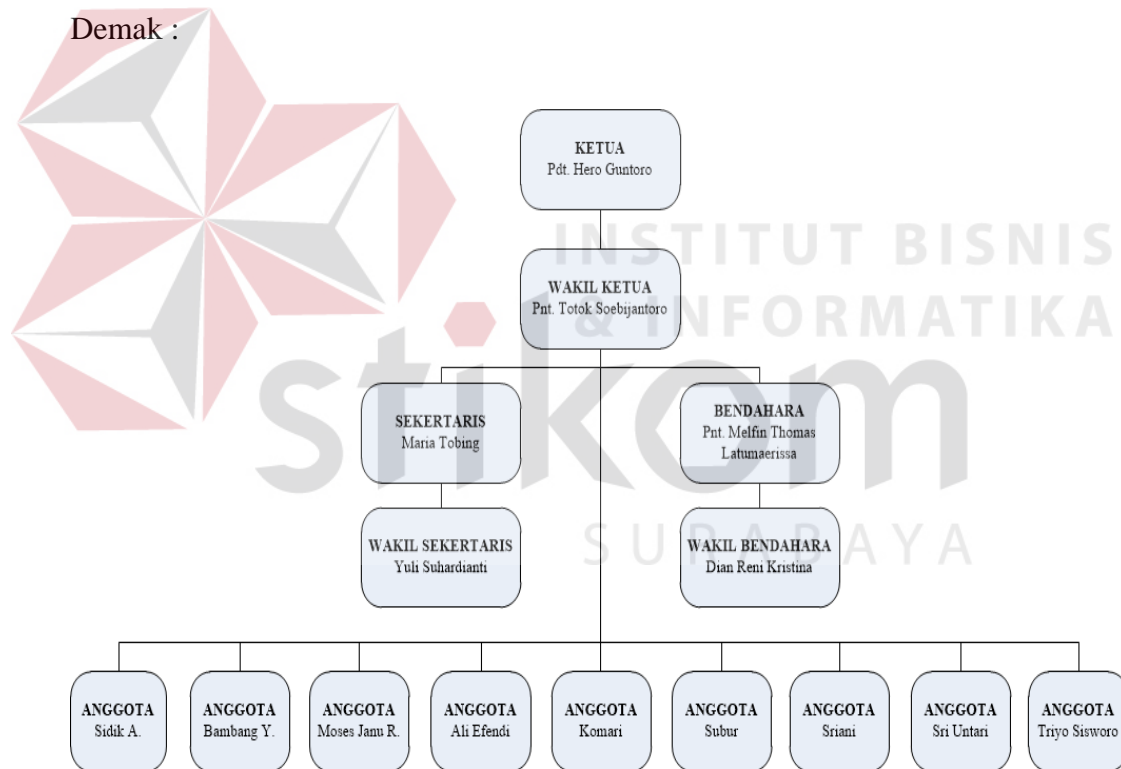 Demak :
KETUA
Pdt. Hero Guntoro
INSTITUT BISNIS
& INFORMATIKA
stikom
SURABAYA
WAKIL KETUA
Pnt. Totok Soebijantoro
SEKERTARIS
Maria Tobing
BENDAHARA
Pnt. Melfin Thomas
Latumaerissa
WAKIL SEKERTARIS
Yuli Suhardianti
WAKIL BENDAHARA
Dian Reni Kristina
ANGGOTA
Sidik A.
ANGGOTA
Bambang Y.
ANGGOTA
Moses Janu R.
ANGGOTA
Ali Efendi
ANGGOTA
Komari
ANGGOTA
Subur
ANGGOTA
Sriani
ANGGOTA
Sri Untari
ANGGOTA
Triyo Sisworo